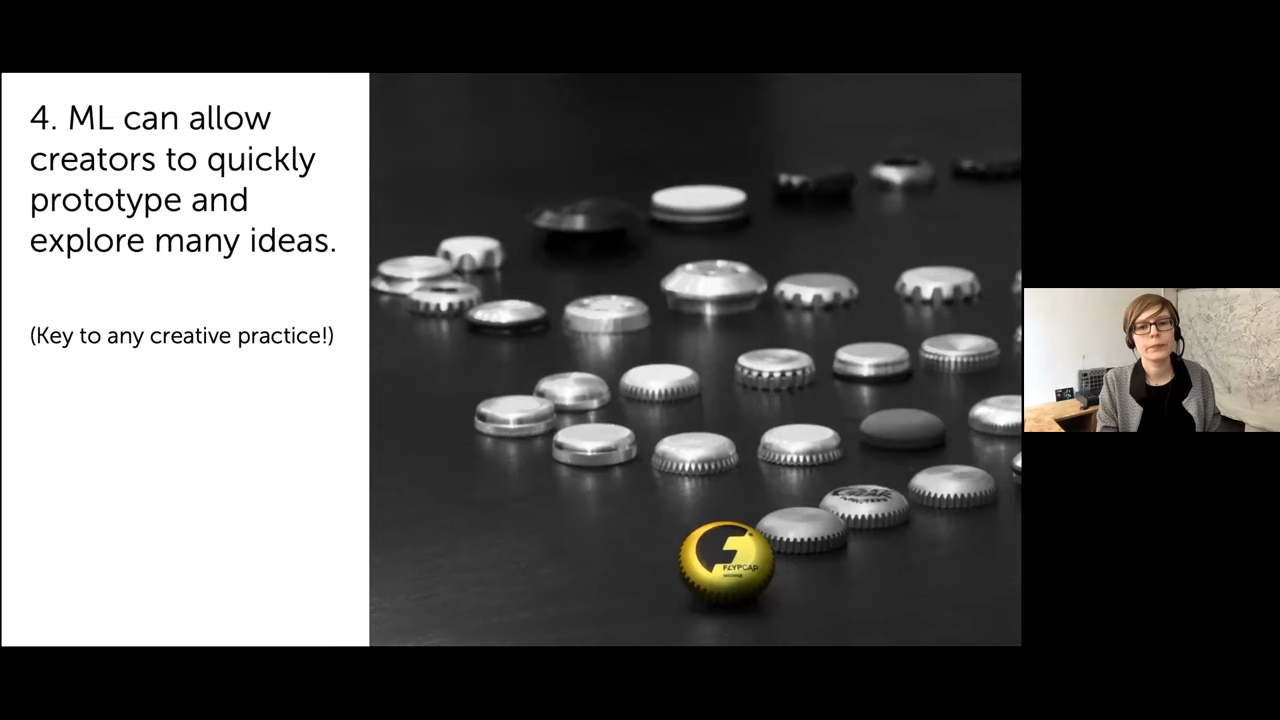 4. ML can allow
creators to quickly
prototype and
explore many ideas.
(Key to any creative practice!)
FLYPCAP